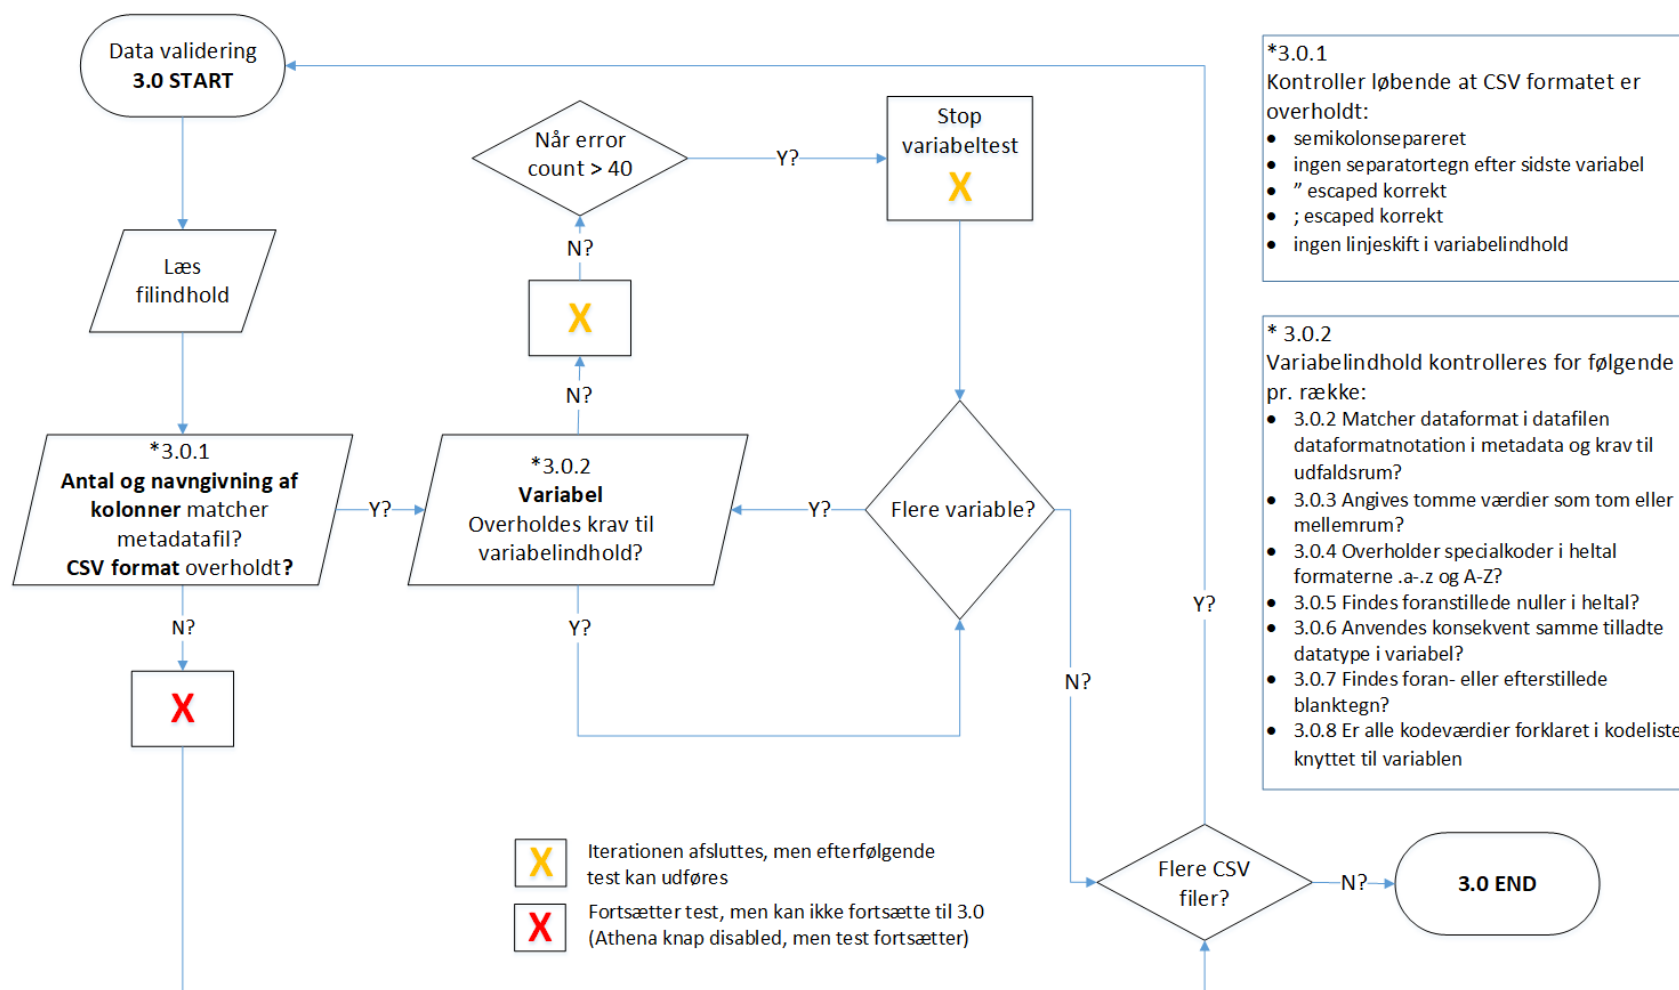 Data validering
3.0 START
Læs
filindhold
*3.0.1
Antal og navngivning af
kolonner matcher
metadatafil?
CSV format overholdt?
N?
X
Y?
Når error
count > 40
N?
X
N?
*3.0.2
Variabel
Overholdes krav til
variabelindhold?
Y?
Y?
Stop
variabeltest
X
Flere variable?
Y?
N?
Y?
Flere CSV
filer?
N?
3.0 END
X
Iterationen afsluttes, men efterfølgende
test kan udføres
X
Fortsætter test, men kan ikke fortsætte til 3.0
(Athena knap disabled, men test fortsætter)
*3.0.1
Kontroller løbende at CSV formatet er
overholdt:
• semikolonsepareret
• ingen separatortegn efter sidste variabel
• ” escaped korrekt
• ; escaped korrekt
• ingen linjeskift i variabelindhold
* 3.0.2
Variabelindhold kontrolleres for følgende
pr. række:
• 3.0.2 Matcher dataformat i datafilen
dataformatnotation i metadata og krav til
udfaldsrum?
• 3.0.3 Angives tomme værdier som tom eller
mellemrum?
• 3.0.4 Overholder specialkoder i heltal
formaterne .a-.z og A-Z?
• 3.0.5 Findes foranstillede nuller i heltal?
• 3.0.6 Anvendes konsekvent samme tilladte
datatype i variabel?
• 3.0.7 Findes foran- eller efterstillede
blanktegn?
• 3.0.8 Er alle kodeværdier forklaret i kodeliste
knyttet til variablen